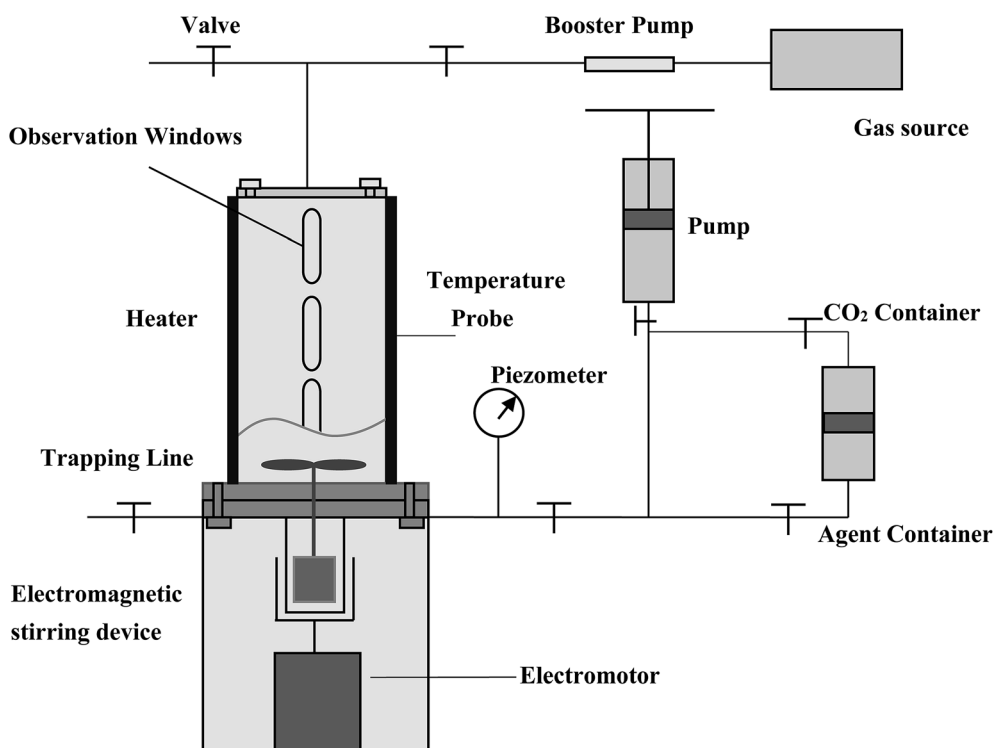 Valve
Booster Pump
Observation Windows
Gas source
Pump
Temperature
Probe
Heater
CO₂ Container
Piezometer
Trapping Line
Agent Container
Electromagnetic
stirring device
Electromotor